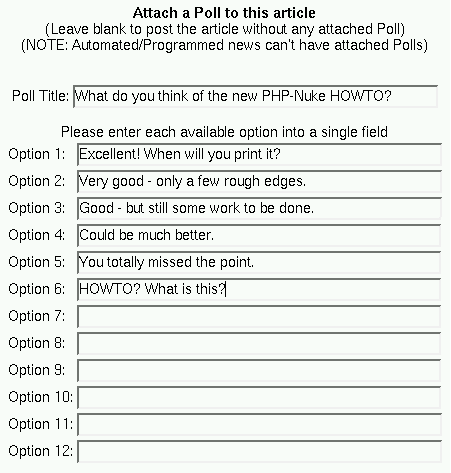 Attach a Poll to this article
(Leave blank to post the article without any attached Poll)
(NOTE: Automated/Programmed news can't have attached Polls)
Poll Title: What do you think of the new PHP-Nuke HOWTO?
Please enter each available option into a single field
Option 1: Excellent! When will you print it?
Option 2: Very good - only a few rough edges.
Option 3: Good - but still some work to be done.
Option 4: Could be much better.
Option 5: You totally missed the point.
Option 6: HOWTO? What is this?
Option 7:
Option 8:
Option 9:
Option 10:
Option 11:
Option 12: